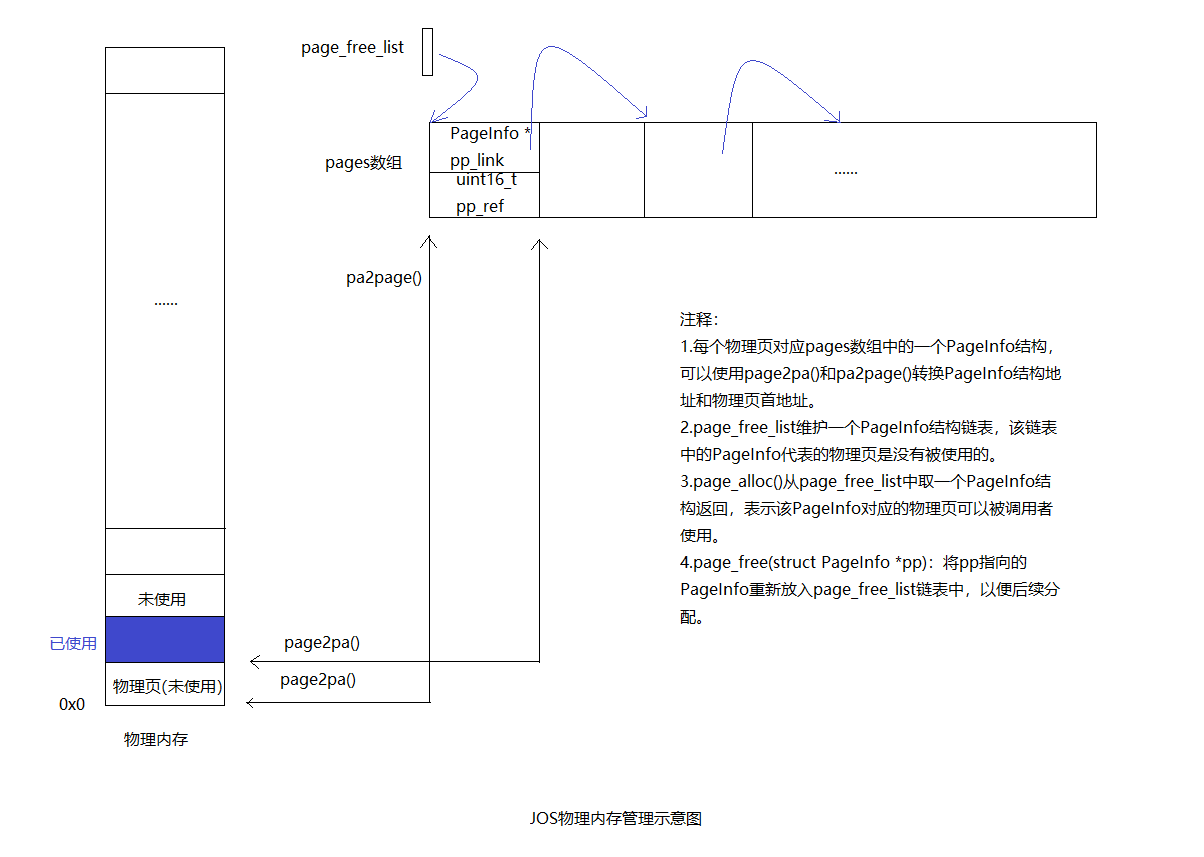 page_free_list
PageInfo *
pages数组
pp_link
uint16_t
pp_ref
......
pa2page()
......
注释：
1.每个物理页对应pages数组中的一个PageInfo结构，
可以使用page2pa()和pa2page()转换PageInfo结构地
址和物理页首地址。
2.page_free_list维护一个PageInfo结构链表，该链表
中的PageInfo代表的物理页是没有被使用的。
3.page_alloc()从page_free_list中取一个PageInfo结
构返回，表示该PageInfo对应的物理页可以被调用者
使用。
4.page_free(struct PageInfo *pp)：将pp指向的
PageInfo重新放入page_free_list链表中，以便后续分
配。
未使用
已使用
page2pa()
page2pa()
物理页(未使用)
0x0
物理内存
JOS物理内存管理示意图